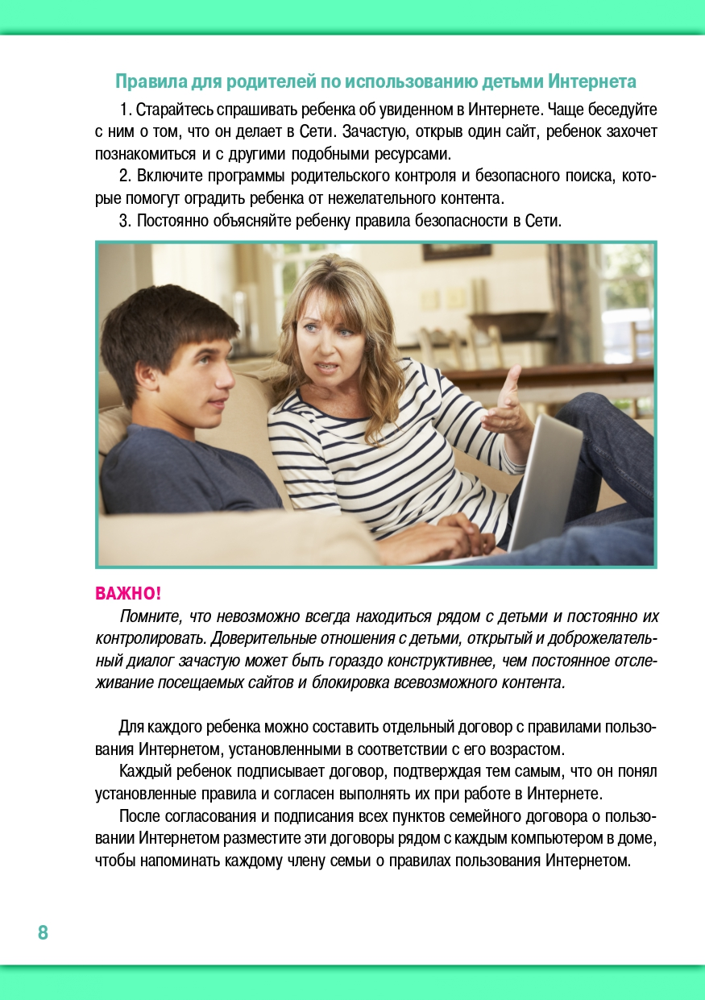 Правила для родителей по использованию детьми Интернета
1. Старайтесь спрашивать ребенка об увиденном в Интернете. Чаще беседуйте
с ним о том, что он делает в Сети. Зачастую, открыв один сайт, ребенок захочет
познакомиться и с другими подобными ресурсами.
2. Включите программы родительского контроля и безопасного поиска, кото-
рые помогут оградить ребенка от нежелательного контента.
3. Постоянно объясняйте ребенку правила безопасности в Сети.
ВАЖНО!
Помните, что невозможно всегда находиться рядом с детьми и постоянно их
контролировать. Доверительные отношения с детьми, открытый и доброжелатель-
ный диалог зачастую может быть гораздо конструктивнее, чем постоянное отсле-
живание посещаемых сайтов и блокировка всевозможного контента.
Для каждого ребенка можно составить отдельный договор с правилами пользо-
вания Интернетом, установленными в соответствии с его возрастом.
Каждый ребенок подписывает договор, подтверждая тем самым, что он понял
установленные правила и согласен выполнять их при работе в Интернете.
После согласования и подписания всех пунктов семейного договора о пользо-
вании Интернетом разместите эти договоры рядом с каждым компьютером в доме,
чтобы напоминать каждому члену семьи о правилах пользования Интернетом.
8